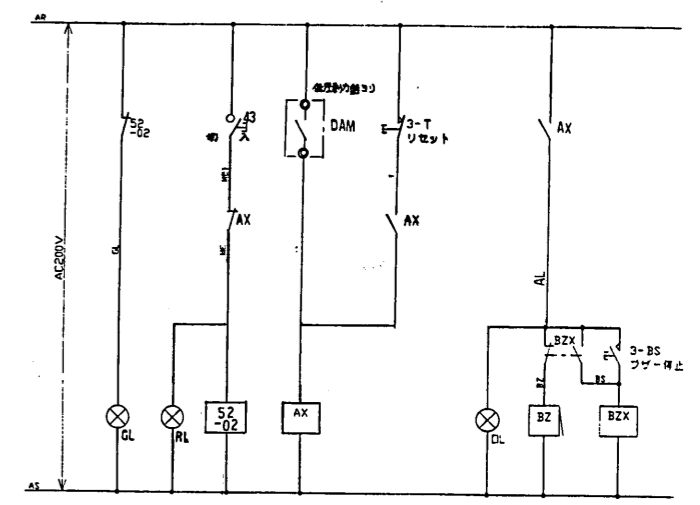 AR
52
-02
43
切 入
DAM
3-T
リセット
AX
AX
AX
GL
AC200V
AL
BZX
3-BS
ブザー停止
BZ
BS
GL
RL
52
-02
AX
OL
BZ
BZX
AS